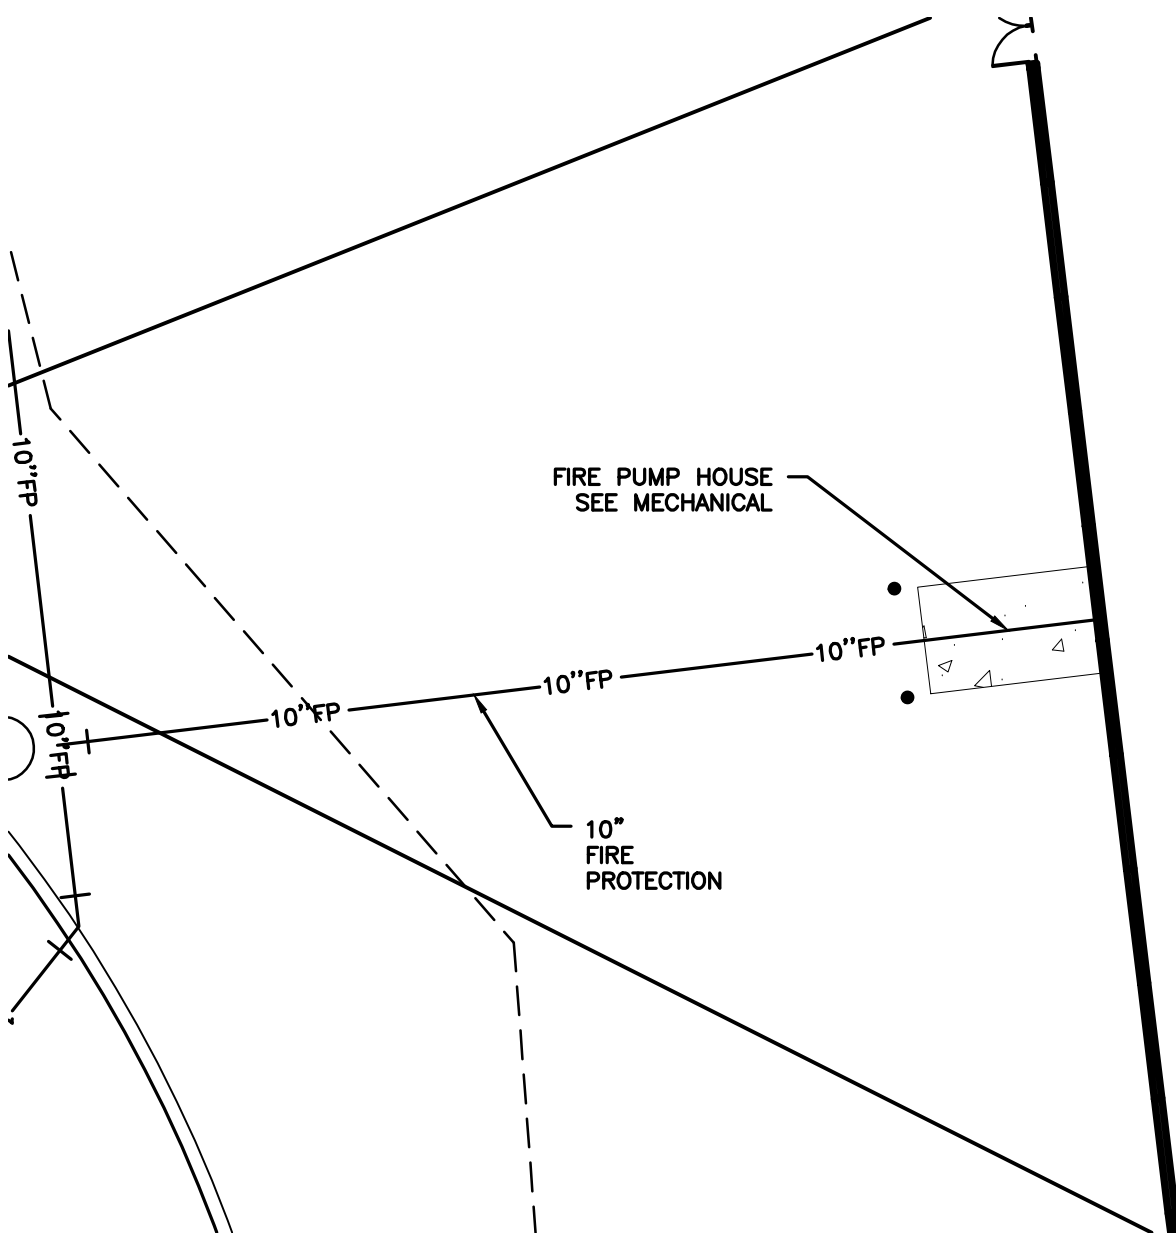 10"FP
FIRE PUMP HOUSE
SEE MECHANICAL
10"FP
10"FP
10"FP
10"FP
10"
FIRE
PROTECTION